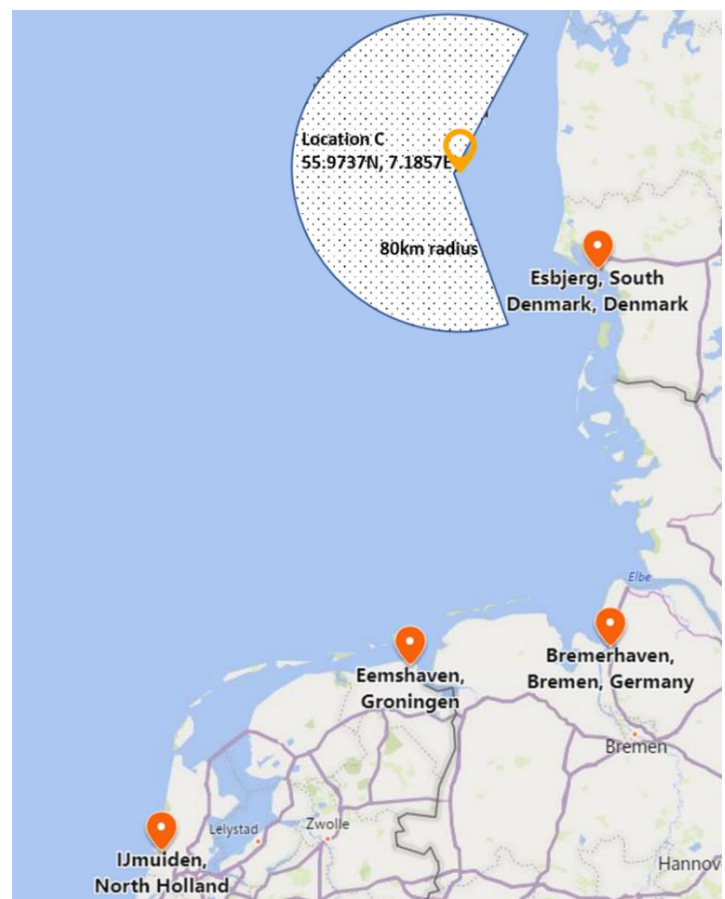 Location C
55.9737N, 7.1857E
80km radius
Esbjerg, South
Denmark, Denmark
Elbe
Eemshaven,
Groningen
Bremerhaven,
Bremen, Germany
Bremen
IJmuiden,
North Holland
Lelystad
Zwolle
Hannov